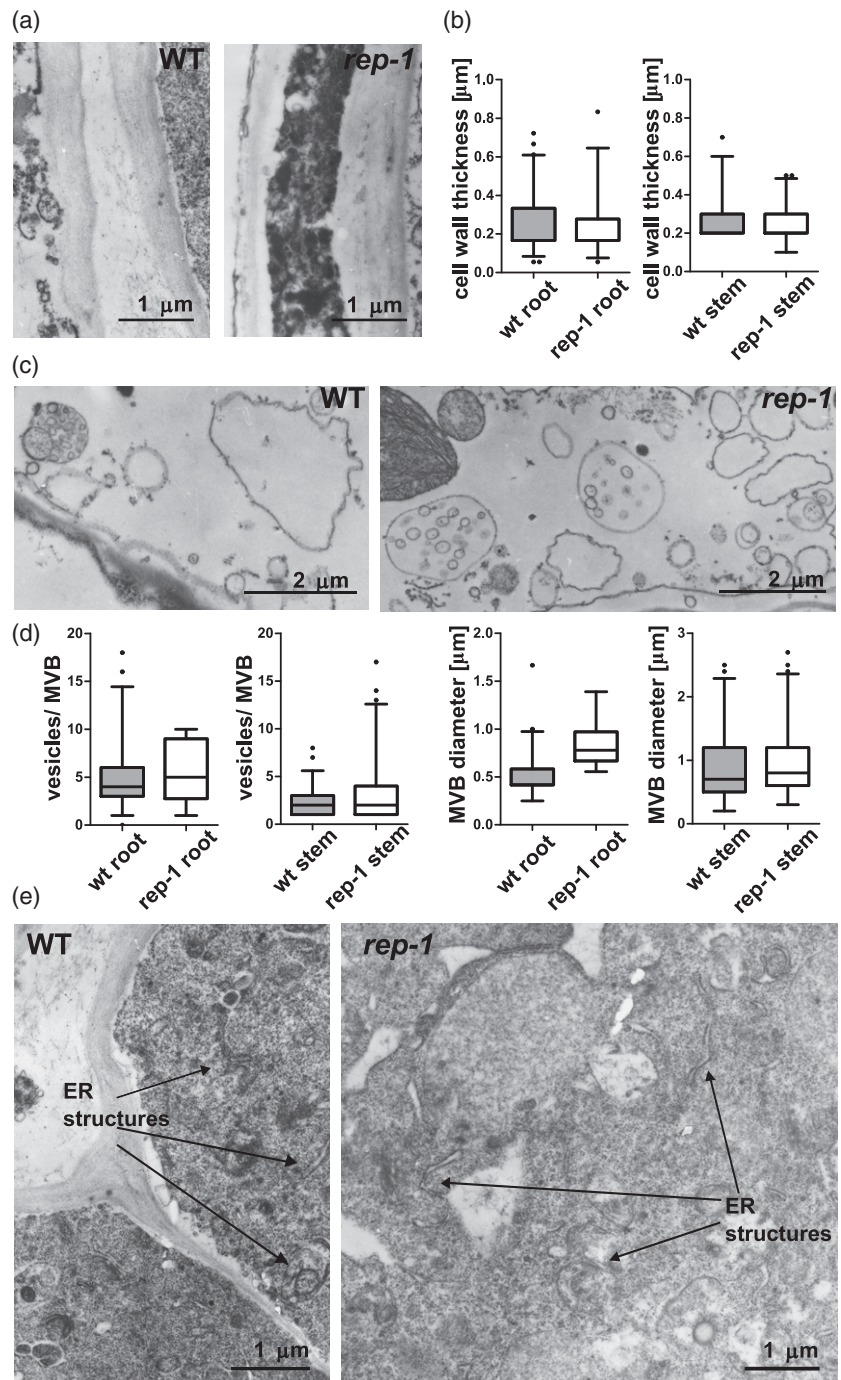 (a)
WT
rep-1
1 μm
1 μm
(b)
cell wall thickness [μm]
1.0
0.8
0.6
0.4
0.2
0.0
wt root
rep-1 root
cell wall thickness [μm]
1.0
0.8
0.6
0.4
0.2
0.0
wt stem
rep-1 stem
(c)
WT
2 μm
rep-1
2 μm
(d)
vesicles/ MVB
20
15
10
5
0
wt root
rep-1 root
vesicles/ MVB
20
15
10
5
0
wt stem
rep-1 stem
MVB diameter [μm]
2.0
1.5
1.0
0.5
0.0
wt root
rep-1 root
MVB diameter [μm]
3
2
1
0
wt stem
rep-1 stem
(e)
WT
ER
structures
1 μm
rep-1
ER
structures
1 μm